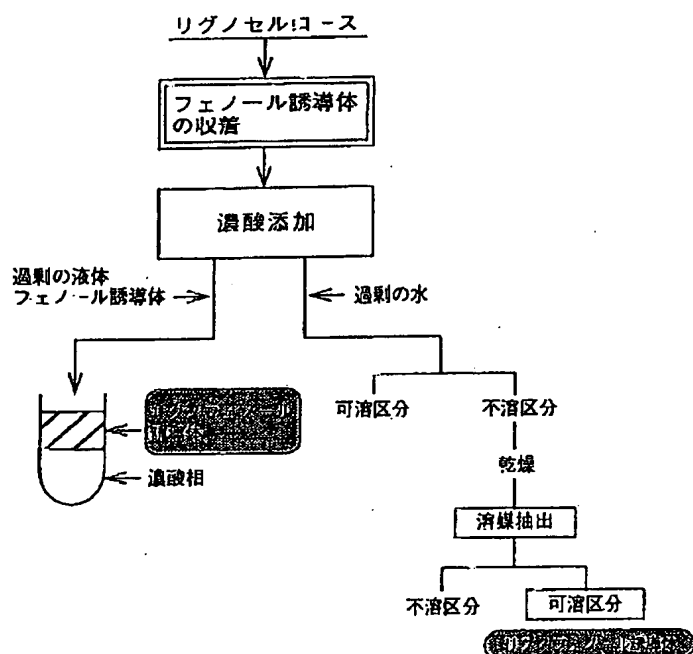 リグノセルロース
フェノール誘導体
の収着
濃酸添加
過剰の液体
フェノール誘導体
過剰の水
可溶区分
不溶区分
乾燥
濃酸相
溶媒抽出
不溶区分
可溶区分